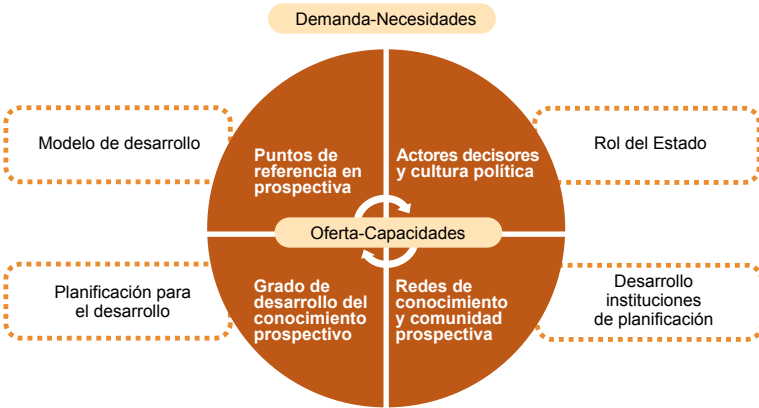 Demanda-Necesidades
Modelo de desarrollo
Puntos de
referencia en
prospectiva
Actores decisores
y cultura política
Rol del Estado
Oferta-Capacidades
Planificación para
el desarrollo
Grado de
desarrollo del
conocimiento
prospectivo
Redes de
conocimiento
y comunidad
prospectiva
Desarrollo
instituciones
de planificación